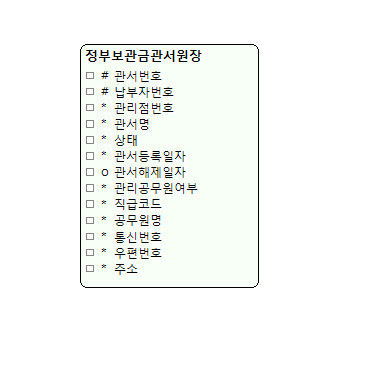 정부보관금관서원장
□ # 관서번호
□ # 납부자번호
□ * 관리점번호
□ * 관서명
□ * 상태
□ * 관서등록일자
□ o 관서해제일자
□ * 관리공무원여부
□ * 직급코드
□ * 공무원명
□ * 통신번호
□ * 우편번호
□ * 주소